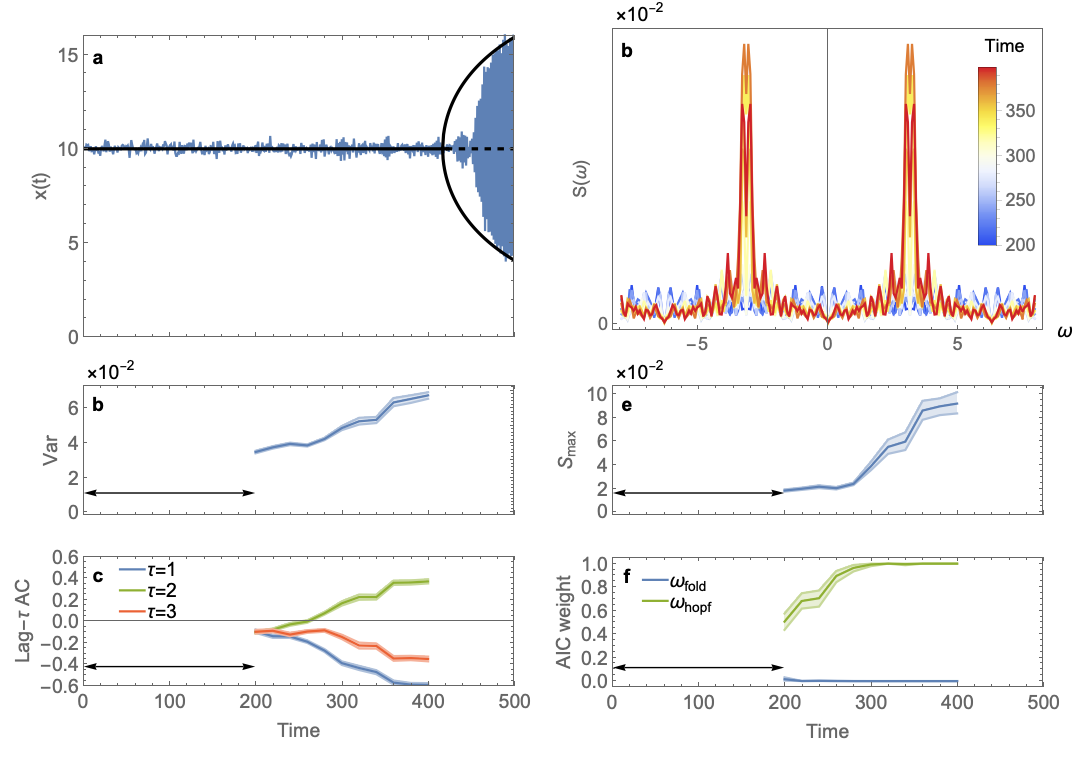 a
15
10
5
0
x(t)
×10⁻²
b
Time
350
300
250
200
S(ω)
0
−5
0
5
ω
×10⁻²
b
6
4
2
0
Var
×10⁻²
e
10
8
6
4
2
0
Smax
c
τ=1
τ=2
τ=3
0.6
0.4
0.2
0.0
−0.2
−0.4
−0.6
Lag−τ AC
0
100
200
300
400
500
Time
f
ωfold
ωhopf
1.0
0.8
0.6
0.4
0.2
0.0
AIC weight
0
100
200
300
400
500
Time